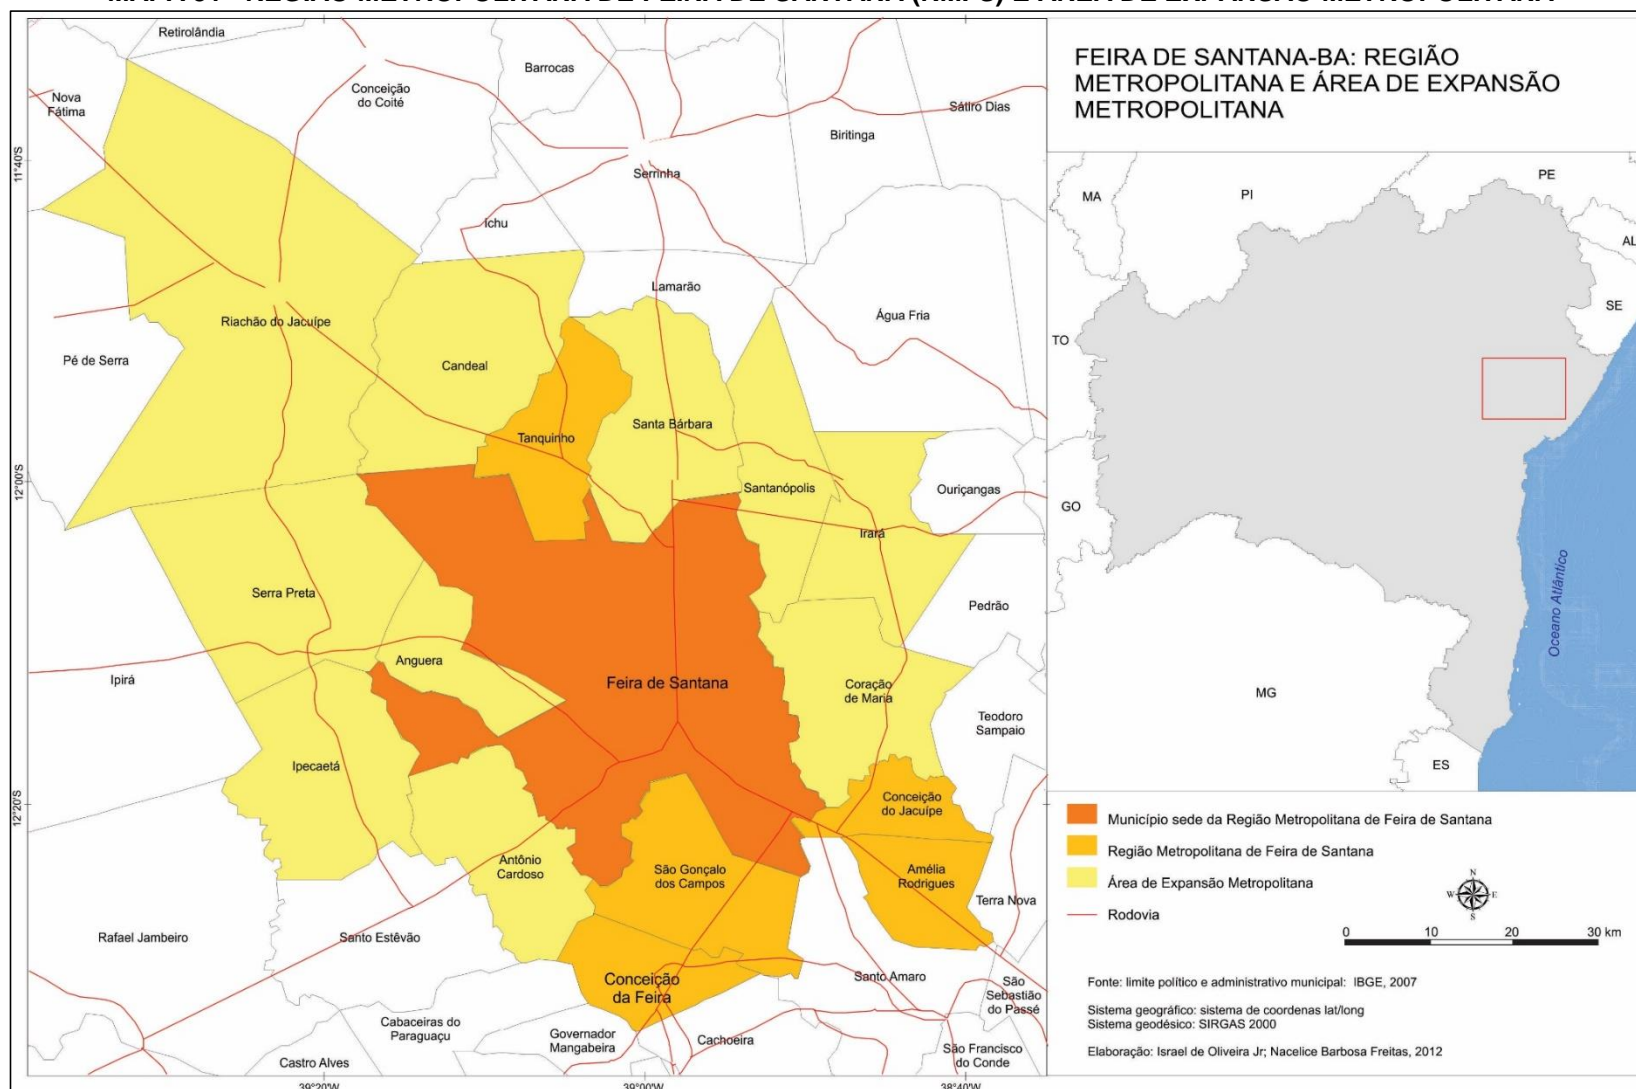 FEIRA DE SANTANA-BA: REGIÃO
METROPOLITANA E ÁREA DE EXPANSÃO
METROPOLITANA
Retirolândia
Barrocas
Conceição
do Coité
Nova
Fátima
Sátiro Dias
Biritinga
11°40'S
Serrinha
Ichu
Lamarão
Água Fria
Riachão do Jacuípe
Pé de Serra
Candeal
Santa Bárbara
Tanquinho
12°00'S
Santanópolis
Ouriçangas
Irará
Serra Preta
Pedrão
Anguera
Ipirá
Feira de Santana
Coração
de Maria
Teodoro
Sampaio
Ipecaetá
12°20'S
Conceição
do Jacuípe
Antônio
Cardoso
São Gonçalo
dos Campos
Amélia
Rodrigues
Terra Nova
Rafael Jambeiro
Santo Estêvão
Conceição
da Feira
Santo Amaro
São
Sebastião
do Passé
Cabaceiras do
Paraguaçu
Governador
Mangabeira
Cachoeira
São Francisco
do Conde
Castro Alves
39°20'W
39°00'W
38°40'W
MA
PI
PE
AL
SE
TO
GO
Oceano Atlântico
MG
ES
Município sede da Região Metropolitana de Feira de Santana
Região Metropolitana de Feira de Santana
Área de Expansão Metropolitana
Rodovia
N
W
E
S
0 10 20 30 km
Fonte: limite político e administrativo municipal: IBGE, 2007
Sistema geográfico: sistema de coordenas lat/long
Sistema geodésico: SIRGAS 2000
Elaboração: Israel de Oliveira Jr; Nacelice Barbosa Freitas, 2012